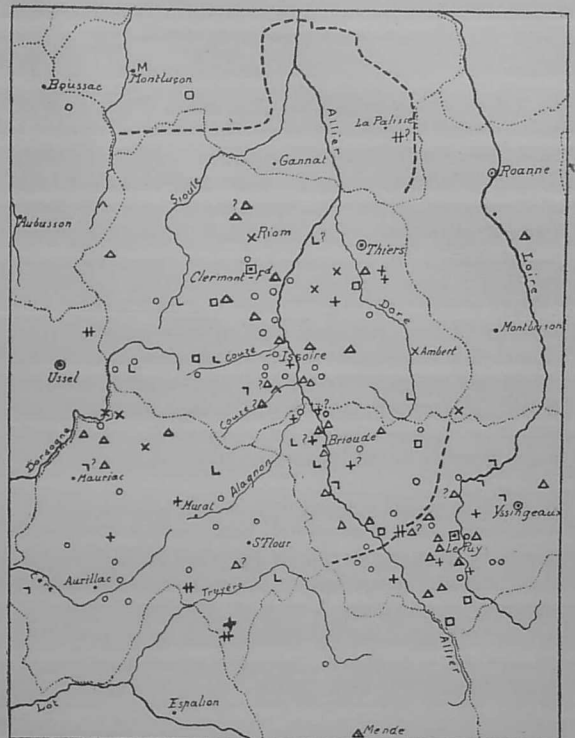 M
Montluçon
Boussac
La Palisse
Allier
Gannat
Roanne
Sioule
Aubusson
Riom
Thiers
Clermont-Fd
Loire
Dore
Montbrison
Ussel
Couze
Issoire
Ambert
Couze
Dordogne
Brioude
Mauriac
Alagnon
Murat
Yssingeaux
St Flour
Le Puy
Cère
Aurillac
Truyère
Allier
Lot
Espalion
Mende